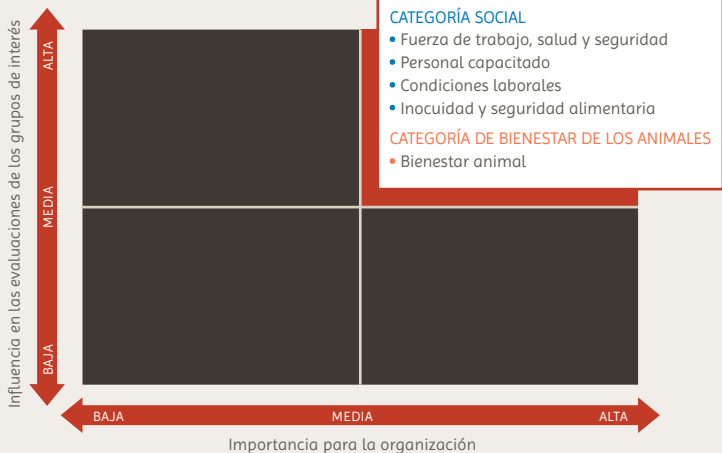 CATEGORÍA SOCIAL
• Fuerza de trabajo, salud y seguridad
• Personal capacitado
• Condiciones laborales
• Inocuidad y seguridad alimentaria
CATEGORÍA DE BIENESTAR DE LOS ANIMALES
• Bienestar animal
Influencia en las evaluaciones de los grupos de interés
ALTA
MEDIA
BAJA
BAJA MEDIA ALTA
Importancia para la organización